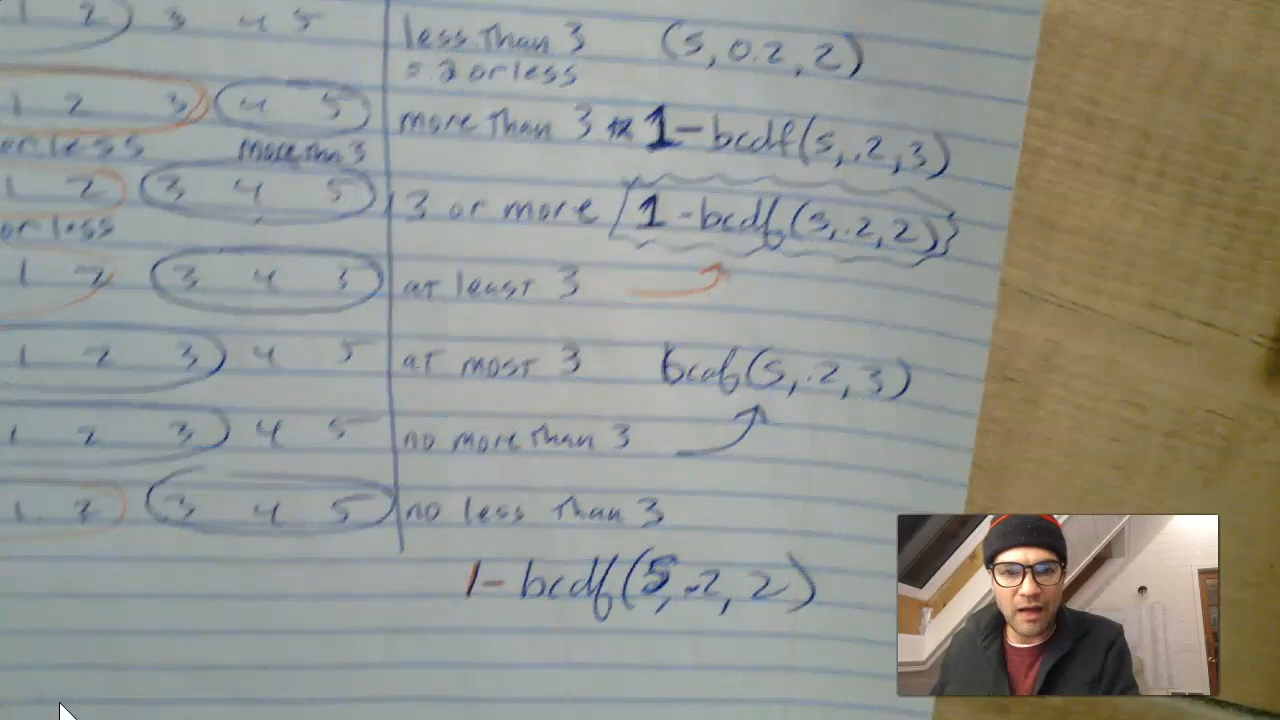 1 2 3 4 5 less than 3 (5, 0.2, 2)
= 2 or less
1 2 3 4 5 more than 3 1-bcdf(5, .2, 3)
or less more than 3
1 2 3 4 5 3 or more 1-bcdf(5, .2, 2)
or less
1 2 3 4 5 at least 3
1 2 3 4 5 at most 3 bcdf(5, .2, 3)
1 2 3 4 5 no more than 3
1 2 3 4 5 no less than 3
1-bcdf(5, .2, 2)